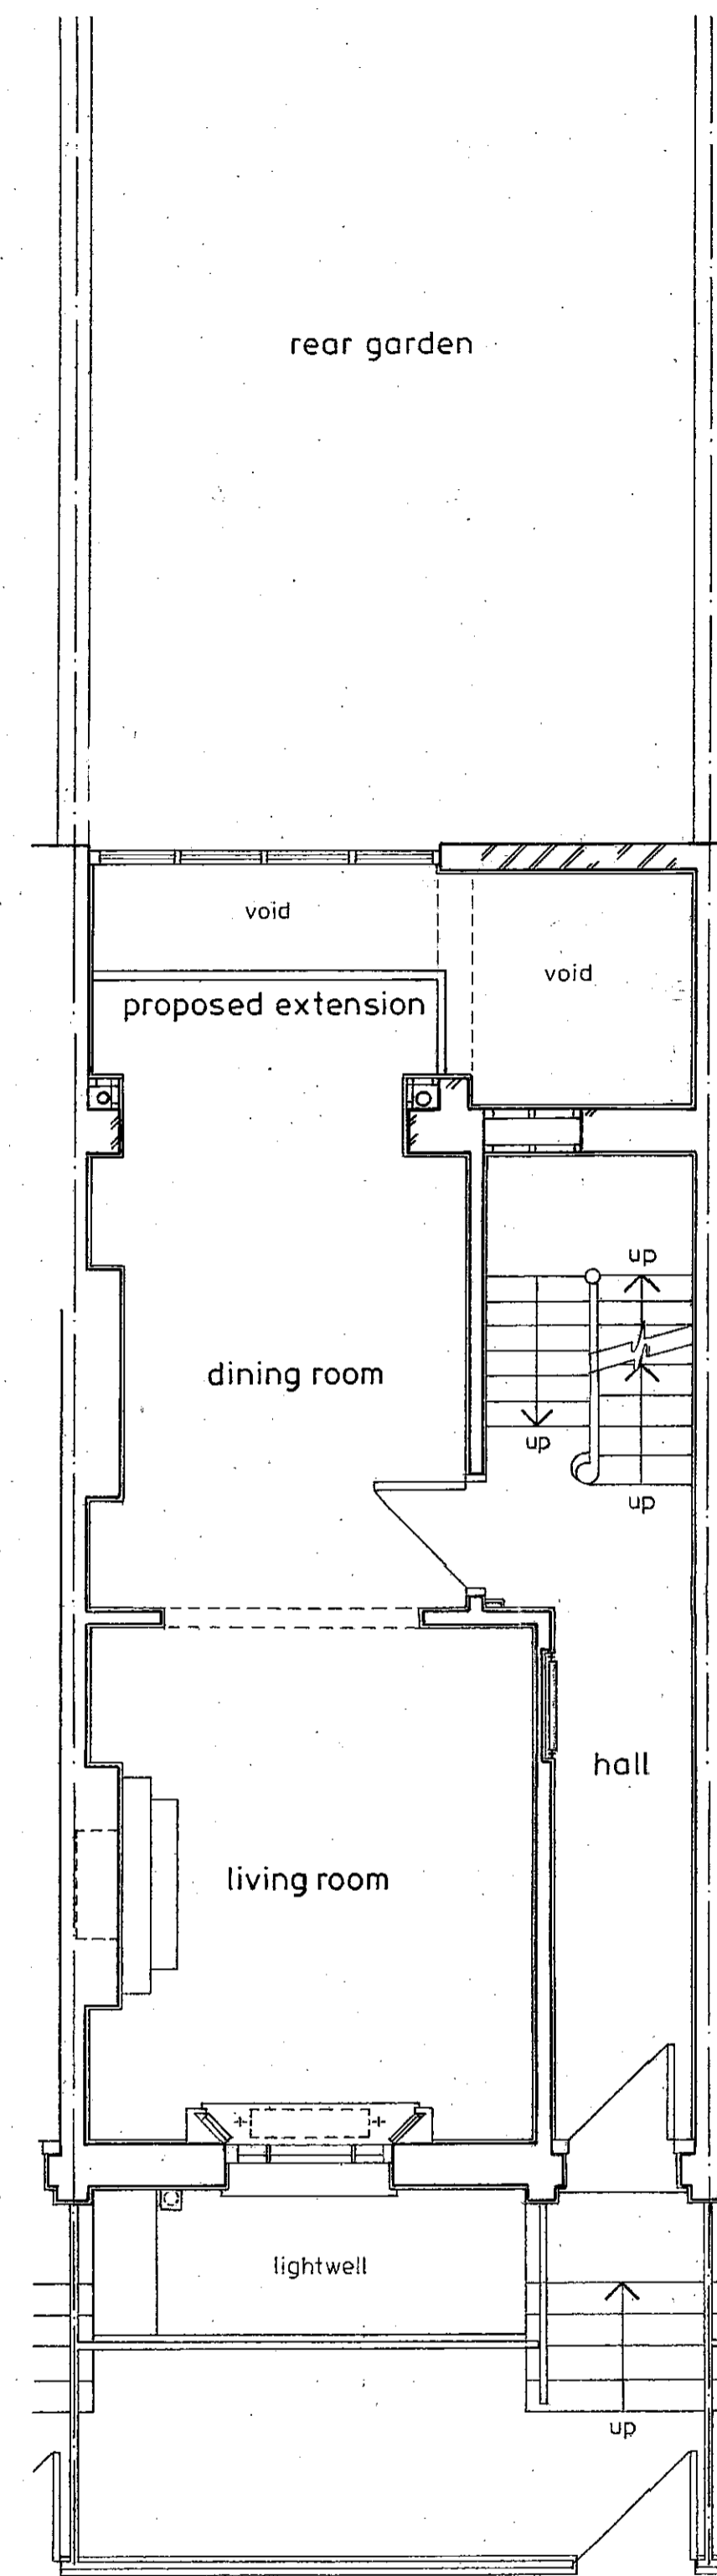 rear garden
void
void
proposed extension
up
dining room
up
up
hall
living room
lightwell
up